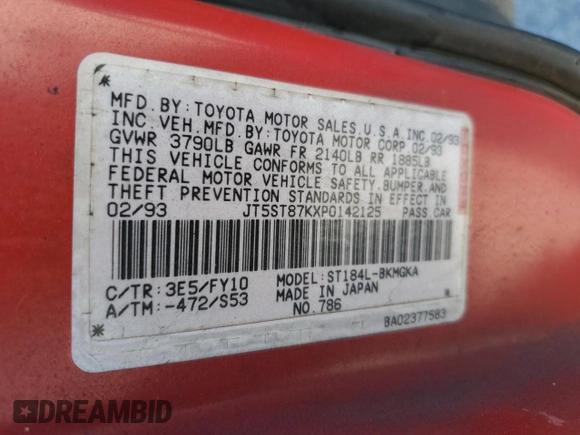 MFD.BY:TOYOTA MOTOR SALES,U.S.A.INC.02/93
INC.VEH.MFD.BY:TOYOTA MOTOR CORP.02/93
GVWR 3790LB GAWR FR 2140LB RR 1885LB
THIS VEHICLE CONFORMS TO ALL APPLICABLE
FEDERAL MOTOR VEHICLE SAFETY,BUMPER,AND
THEFT PREVENTION STANDARDS IN EFFECT ON
02/93 JT5ST87KXP0142125 PASS.CAR
C/TR:3E5/FY10 MODEL:ST184L-BKMGKA
A/TM:-472/S53 MADE IN JAPAN
NO.786
BA02377583
DREAMBID